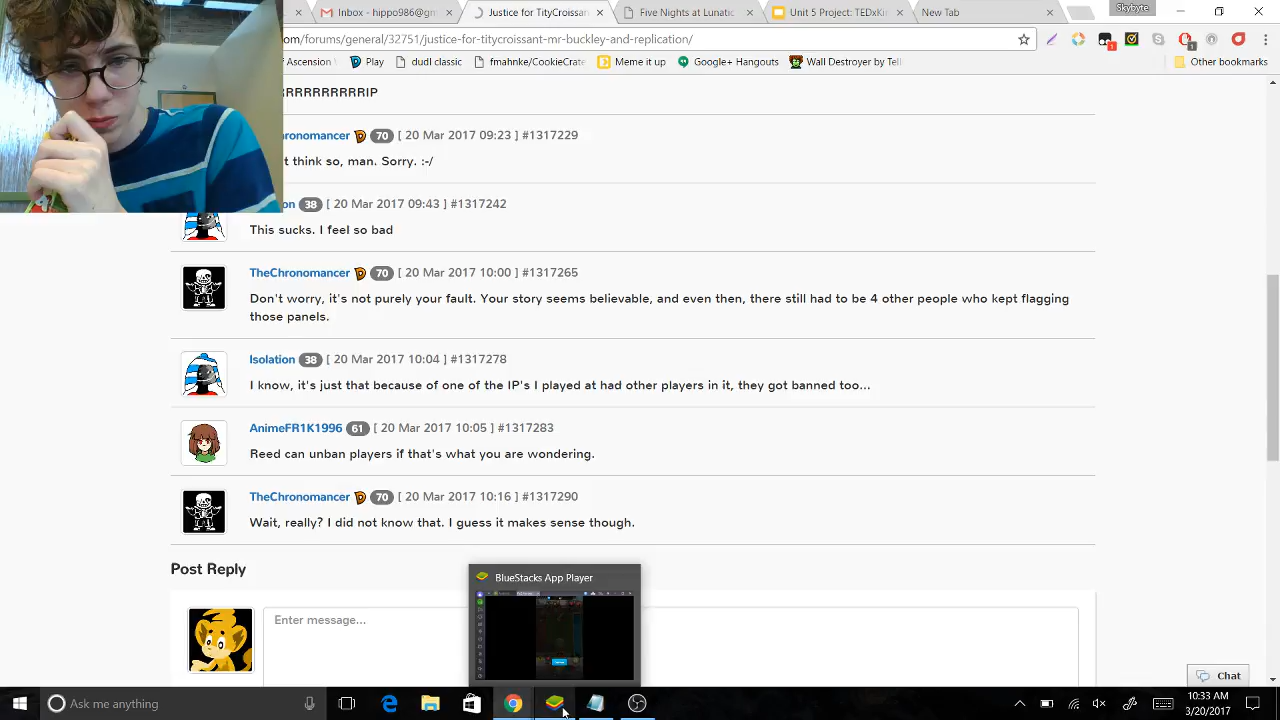 Inbox - hippo986@gm
Justice for TityCroissan
Five Nights at Lunatic
Unit 5 Project: TEDxe
New Tab
Skybyte
com/forums/general/32751/justice-for-titycroissant-mr-buckley-and-replication/
1
1
Ascension
Play
Cudl classic
fmahnke/CookieCrate
Meme it up
Google+ Hangouts
Wall Destroyer by Tell
Other bookmarks
RRRRRRRRRRIP
hronomancer 70 [ 20 Mar 2017 09:23 ] #1317229
t think so, man. Sorry. :-/
on 38 [ 20 Mar 2017 09:43 ] #1317242
This sucks. I feel so bad
TheChronomancer 70 [ 20 Mar 2017 10:00 ] #1317265
Don't worry, it's not purely your fault. Your story seems believable, and even then, there still had to be 4 other people who kept flagging
those panels.
Isolation 38 [ 20 Mar 2017 10:04 ] #1317278
I know, it's just that because of one of the IP's I played at had other players in it, they got banned too...
AnimeFR1K1996 61 [ 20 Mar 2017 10:05 ] #1317283
Reed can unban players if that's what you are wondering.
TheChronomancer 70 [ 20 Mar 2017 10:16 ] #1317290
Wait, really? I did not know that. I guess it makes sense though.
Post Reply
BlueStacks App Player
Enter message...
Chat
Ask me anything
10:33 AM
3/20/2017